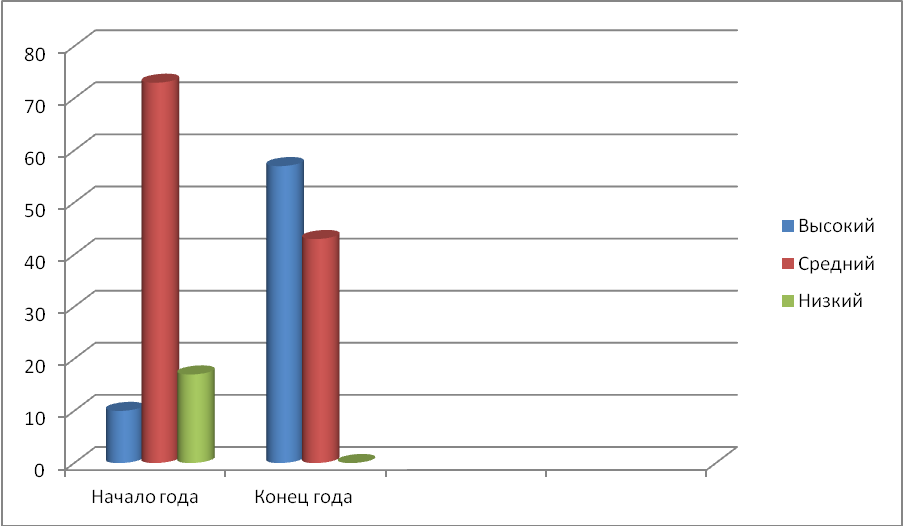 80
70
60
50
40
30
20
10
0
Начало года
Конец года
Высокий
Средний
Низкий